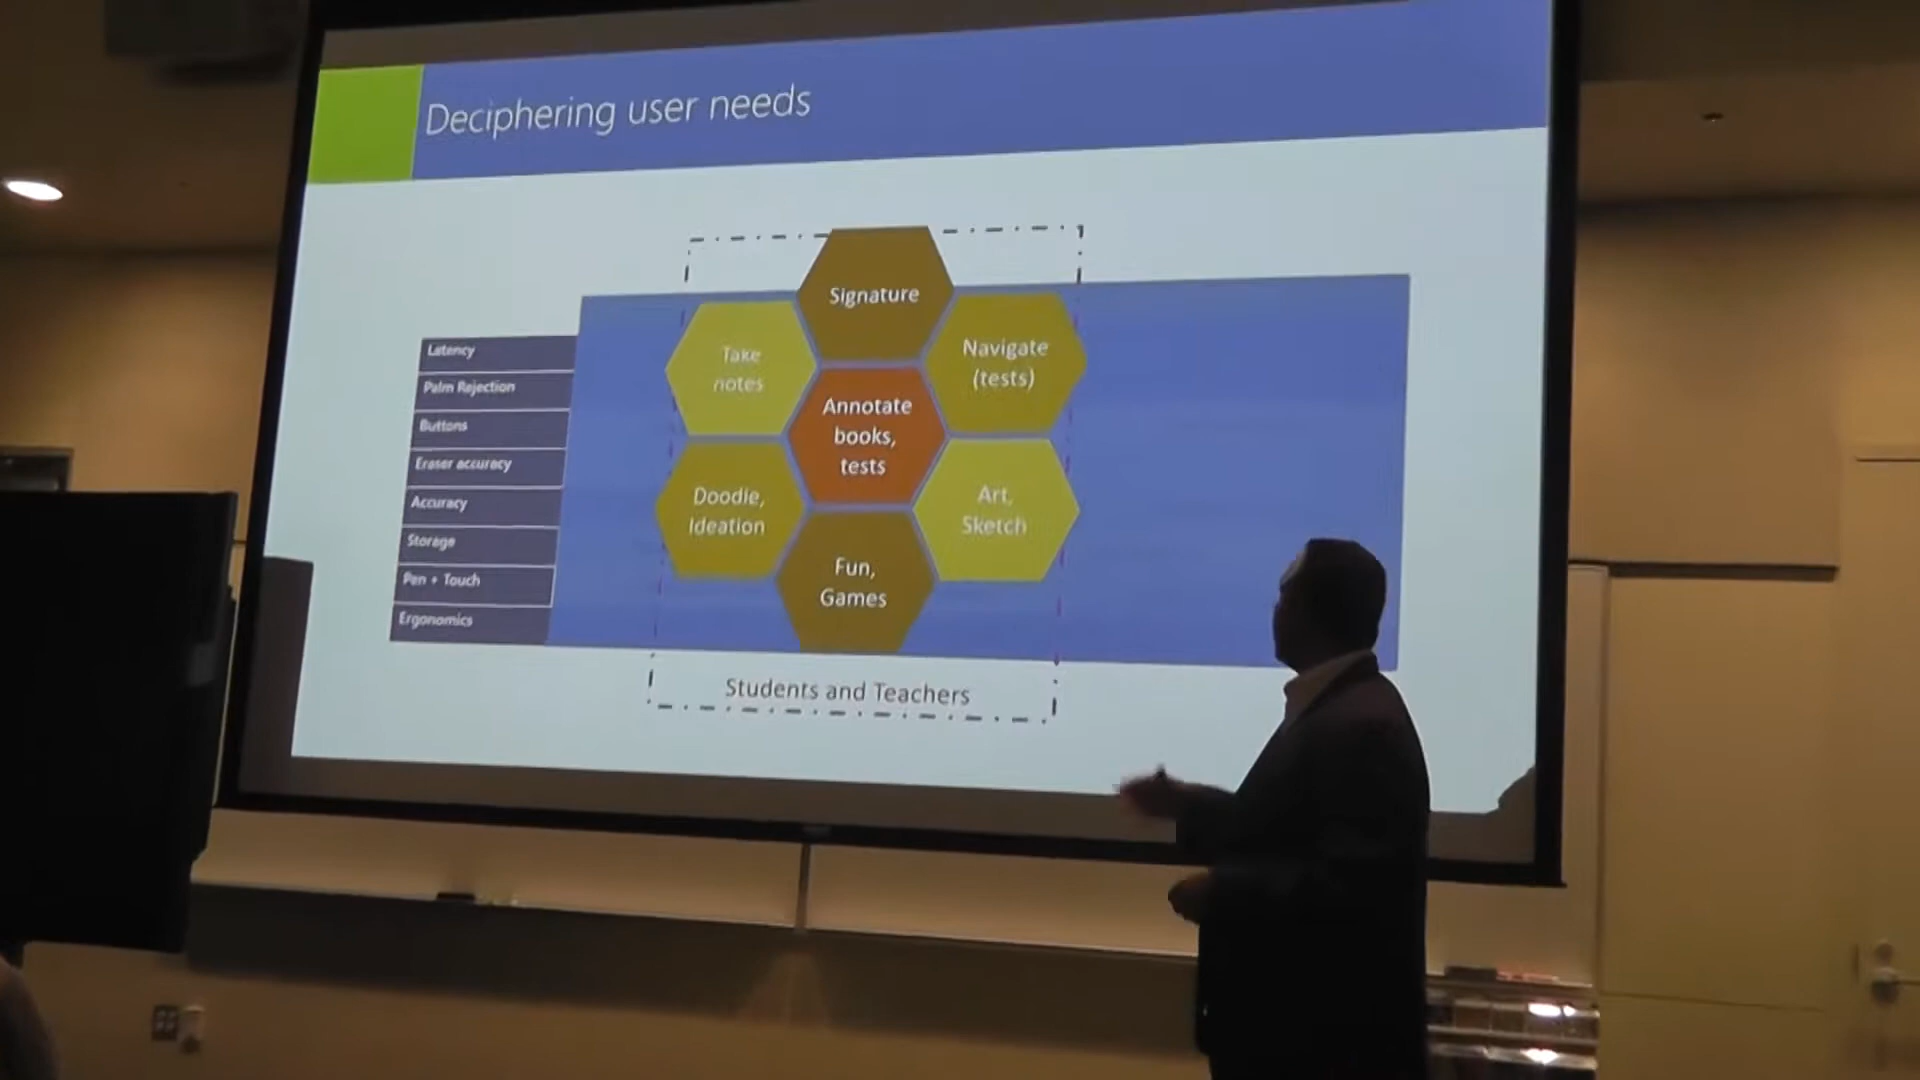 Deciphering user needs
Latency
Palm Rejection
Buttons
Eraser accuracy
Accuracy
Storage
Pen + Touch
Ergonomics
Signature
Take
notes
Navigate
(tests)
Annotate
books,
tests
Doodle,
Ideation
Art,
Sketch
Fun,
Games
Students and Teachers